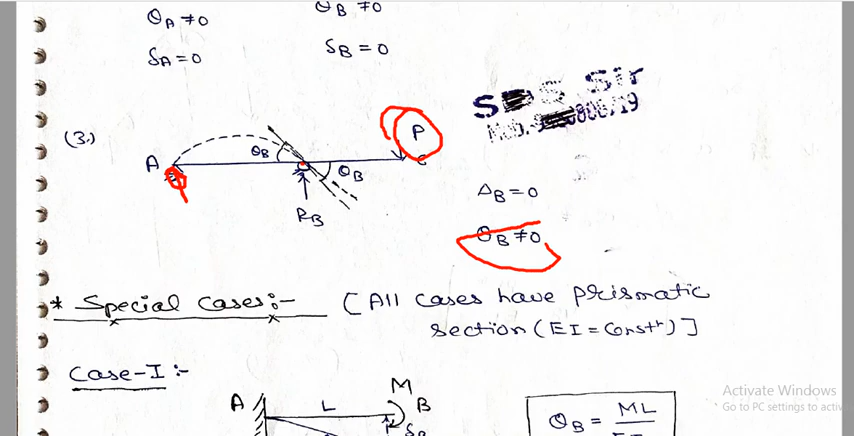 θA ≠0
θB ≠0
δA=0
δB=0
(3.)
A
θB
θB
P
RB
ΔB=0
θB≠0
* Special Cases:- [All cases have prismatic
section (EI = Constt)]
Case-I:-
A
L
M
B
θB = ML
Activate Windows
Go to PC settings to activ